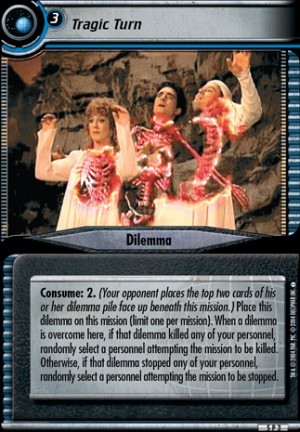 3 Tragic Turn
Dilemma
Consume: 2. (Your opponent places the top two cards of his
or her dilemma pile face up beneath this mission.) Place this
dilemma on this mission (limit one per mission). When a dilemma
is overcome here, if that dilemma killed any of your personnel,
randomly select a personnel attempting the mission to be killed.
Otherwise, if that dilemma stopped any of your personnel,
randomly select a personnel attempting the mission to be stopped.
5 P 3